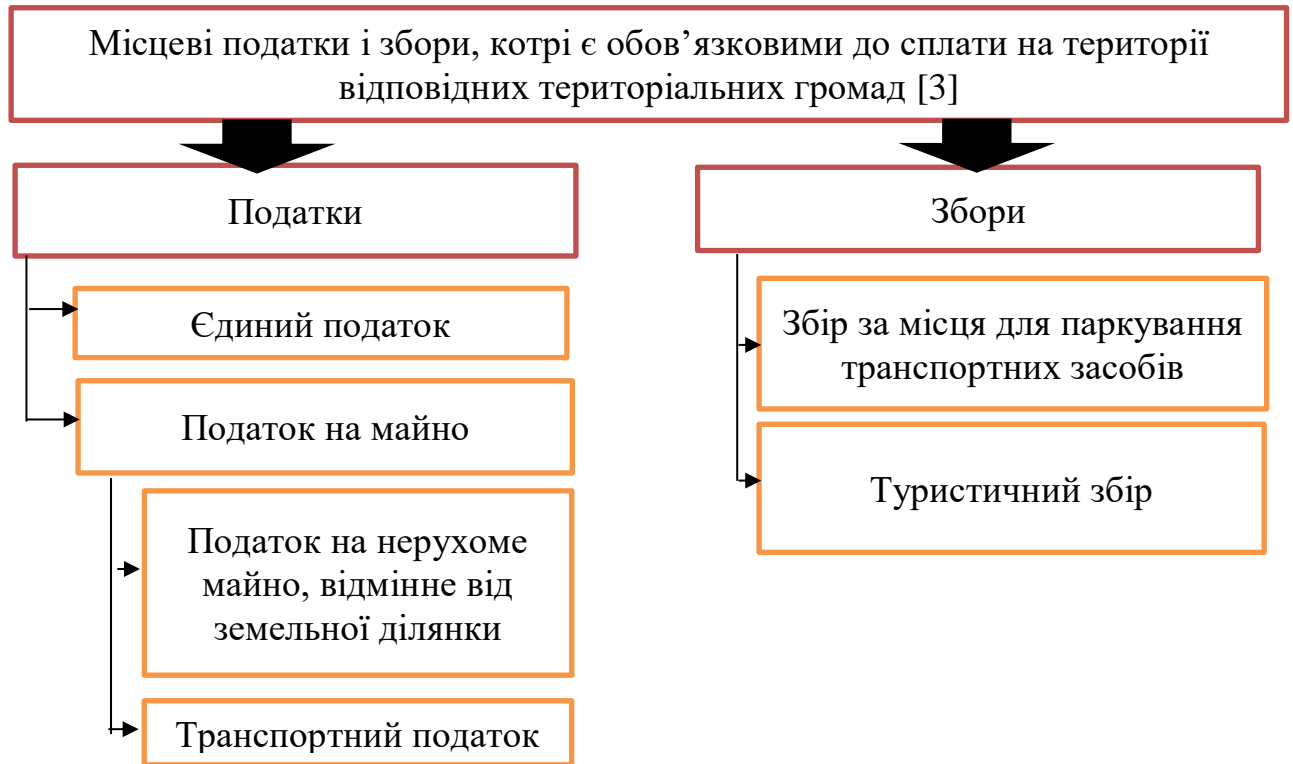 Місцеві податки і збори, котрі є обов’язковими до сплати на території
відповідних територіальних громад [3]
Податки
Єдиний податок
Податок на майно
Податок на нерухоме
майно, відмінне від
земельної ділянки
Транспортний податок
Збори
Збір за місця для паркування
транспортних засобів
Туристичний збір